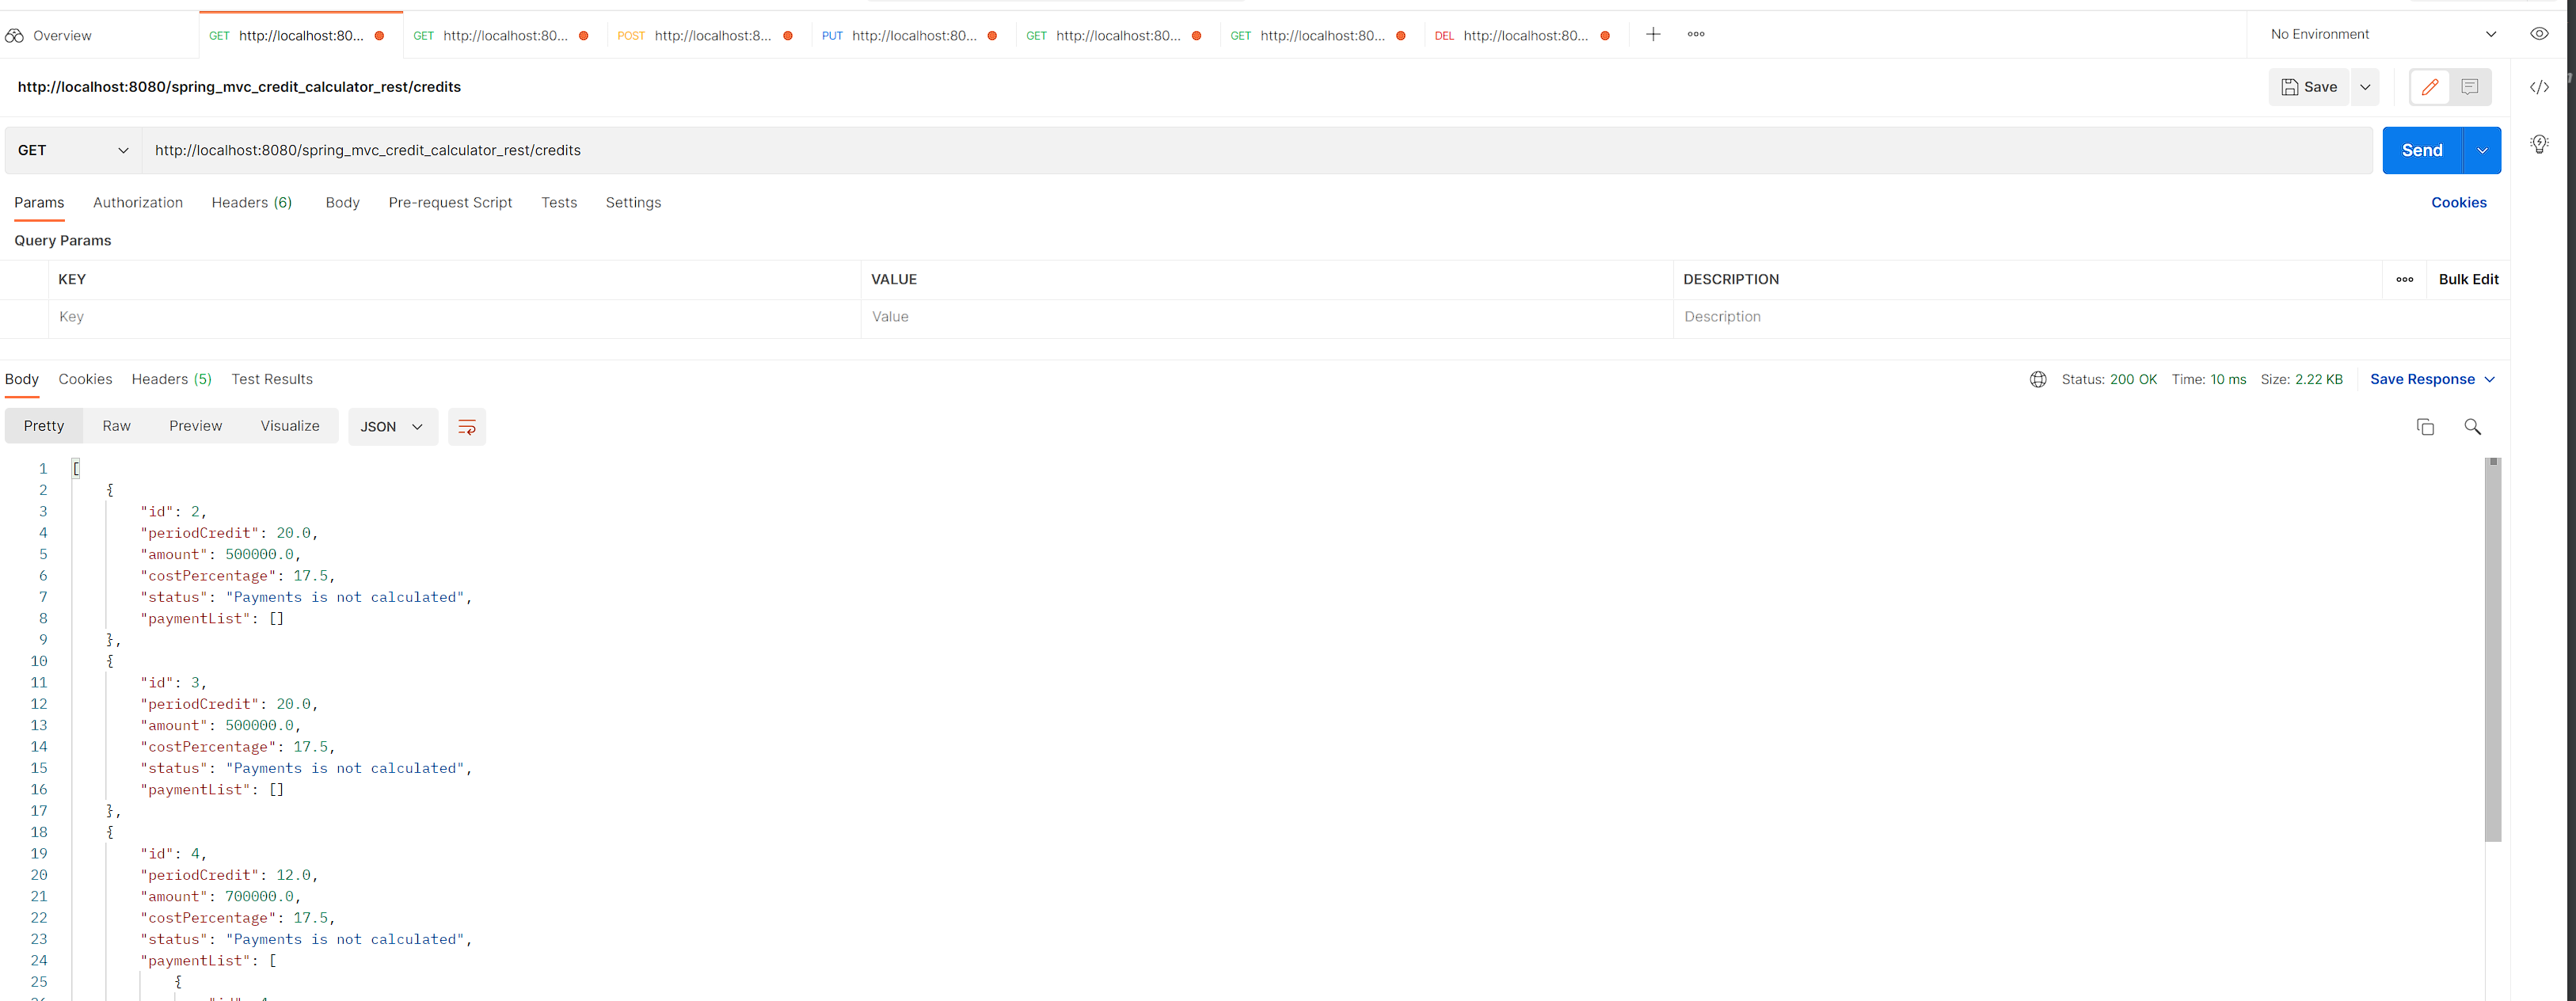 Overview GET http://localhost:80... GET http://localhost:80... POST http://localhost:8... PUT http://localhost:80... GET http://localhost:80... GET http://localhost:80... DEL http://localhost:80... No Environment
http://localhost:8080/spring_mvc_credit_calculator_rest/credits Save
GET http://localhost:8080/spring_mvc_credit_calculator_rest/credits Send
Params Authorization Headers (6) Body Pre-request Script Tests Settings Cookies
Query Params
KEY VALUE DESCRIPTION Bulk Edit
Key Value Description
Body Cookies Headers (5) Test Results Status: 200 OK Time: 10 ms Size: 2.22 KB Save Response
Pretty Raw Preview Visualize JSON
1 [
2 {
3 "id": 2,
4 "periodCredit": 20.0,
5 "amount": 500000.0,
6 "costPercentage": 17.5,
7 "status": "Payments is not calculated",
8 "paymentList": []
9 },
10 {
11 "id": 3,
12 "periodCredit": 20.0,
13 "amount": 500000.0,
14 "costPercentage": 17.5,
15 "status": "Payments is not calculated",
16 "paymentList": []
17 },
18 {
19 "id": 4,
20 "periodCredit": 12.0,
21 "amount": 700000.0,
22 "costPercentage": 17.5,
23 "status": "Payments is not calculated",
24 "paymentList": [
25 {